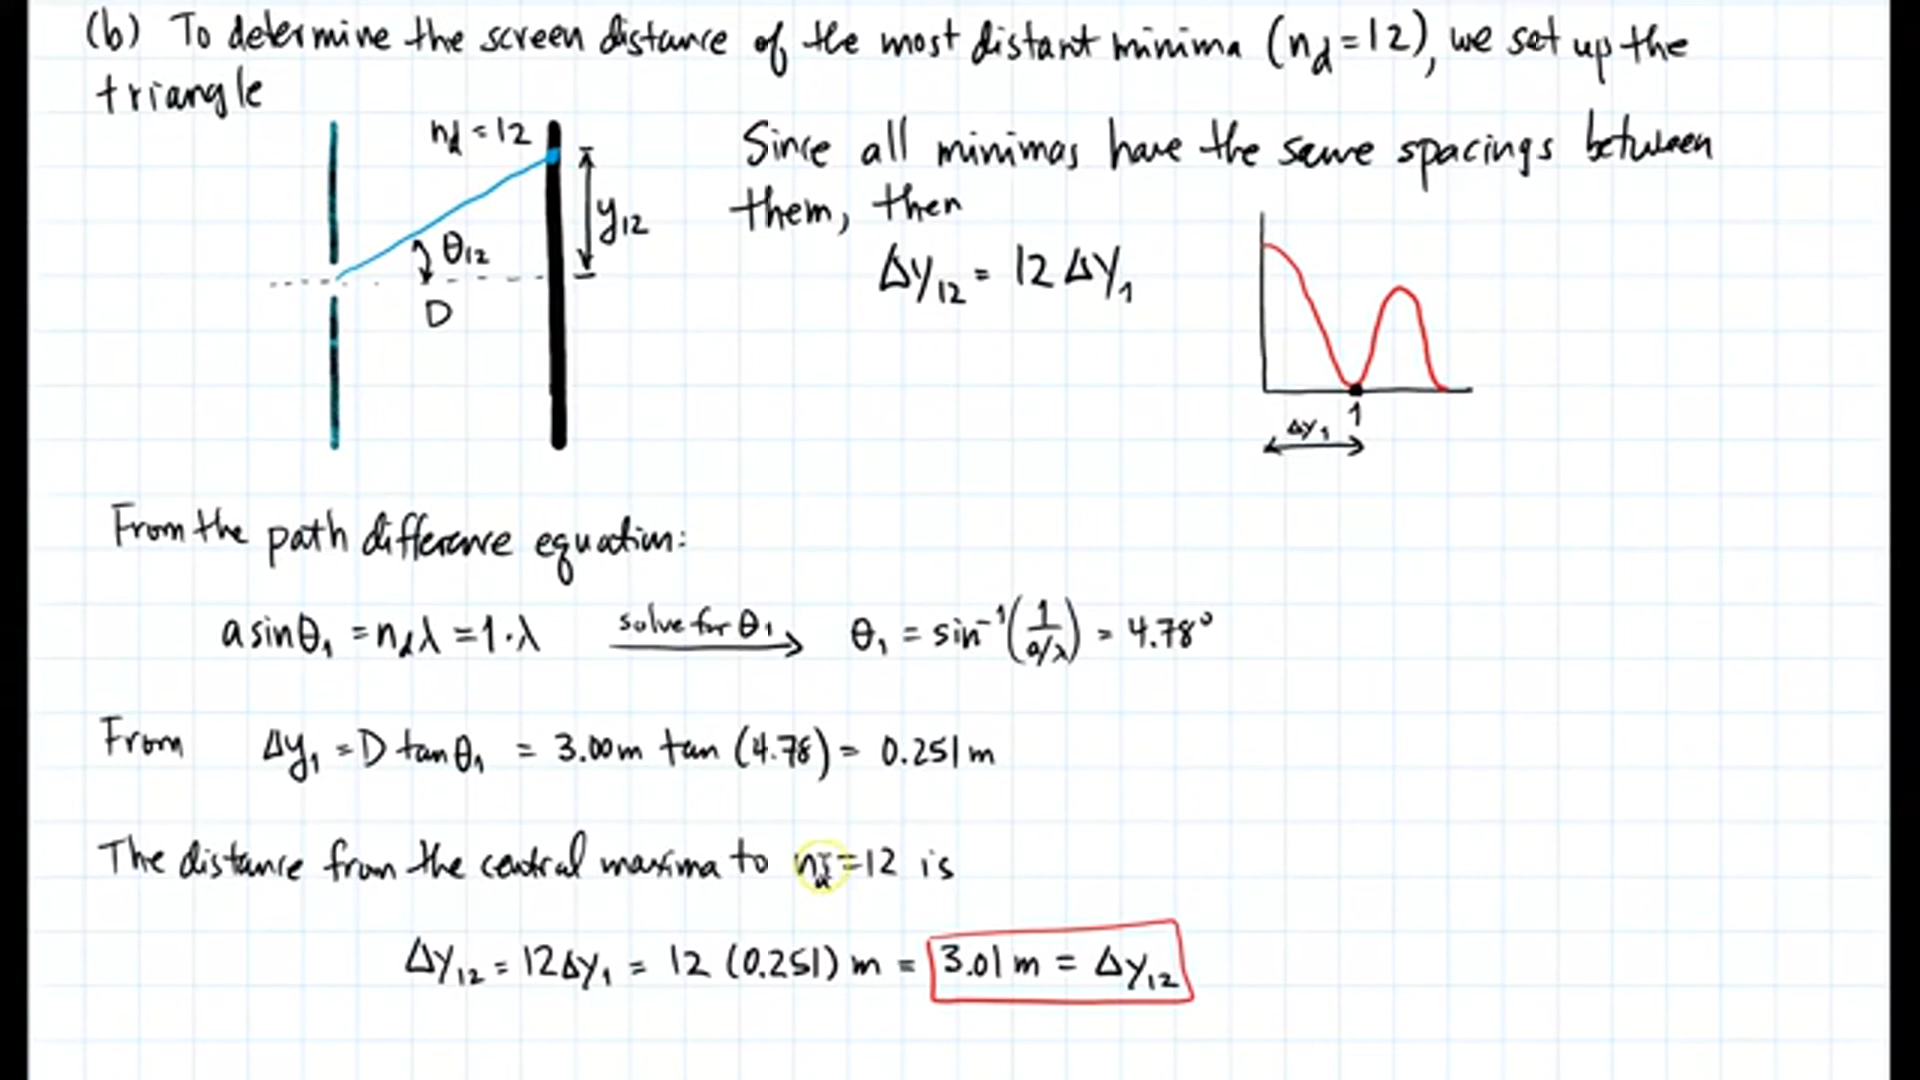 (b) To determine the screen distance of the most distant minima (n_d=12), we set up the
triangle
n_d = 12
y_12
θ_12
D
Since all minimas have the same spacings between
them, then
Δy_12 = 12 Δy_1
1
Δy_1
From the path difference equation:
a sinθ_1 = n_d λ = 1·λ solve for θ_1 θ_1 = sin⁻¹(1/(a/λ)) = 4.78°
From Δy_1 = D tanθ_1 = 3.00m tan (4.78) = 0.251 m
The distance from the central maxima to n_d=12 is
Δy_12 = 12Δy_1 = 12 (0.251) m = 3.01 m = Δy_12